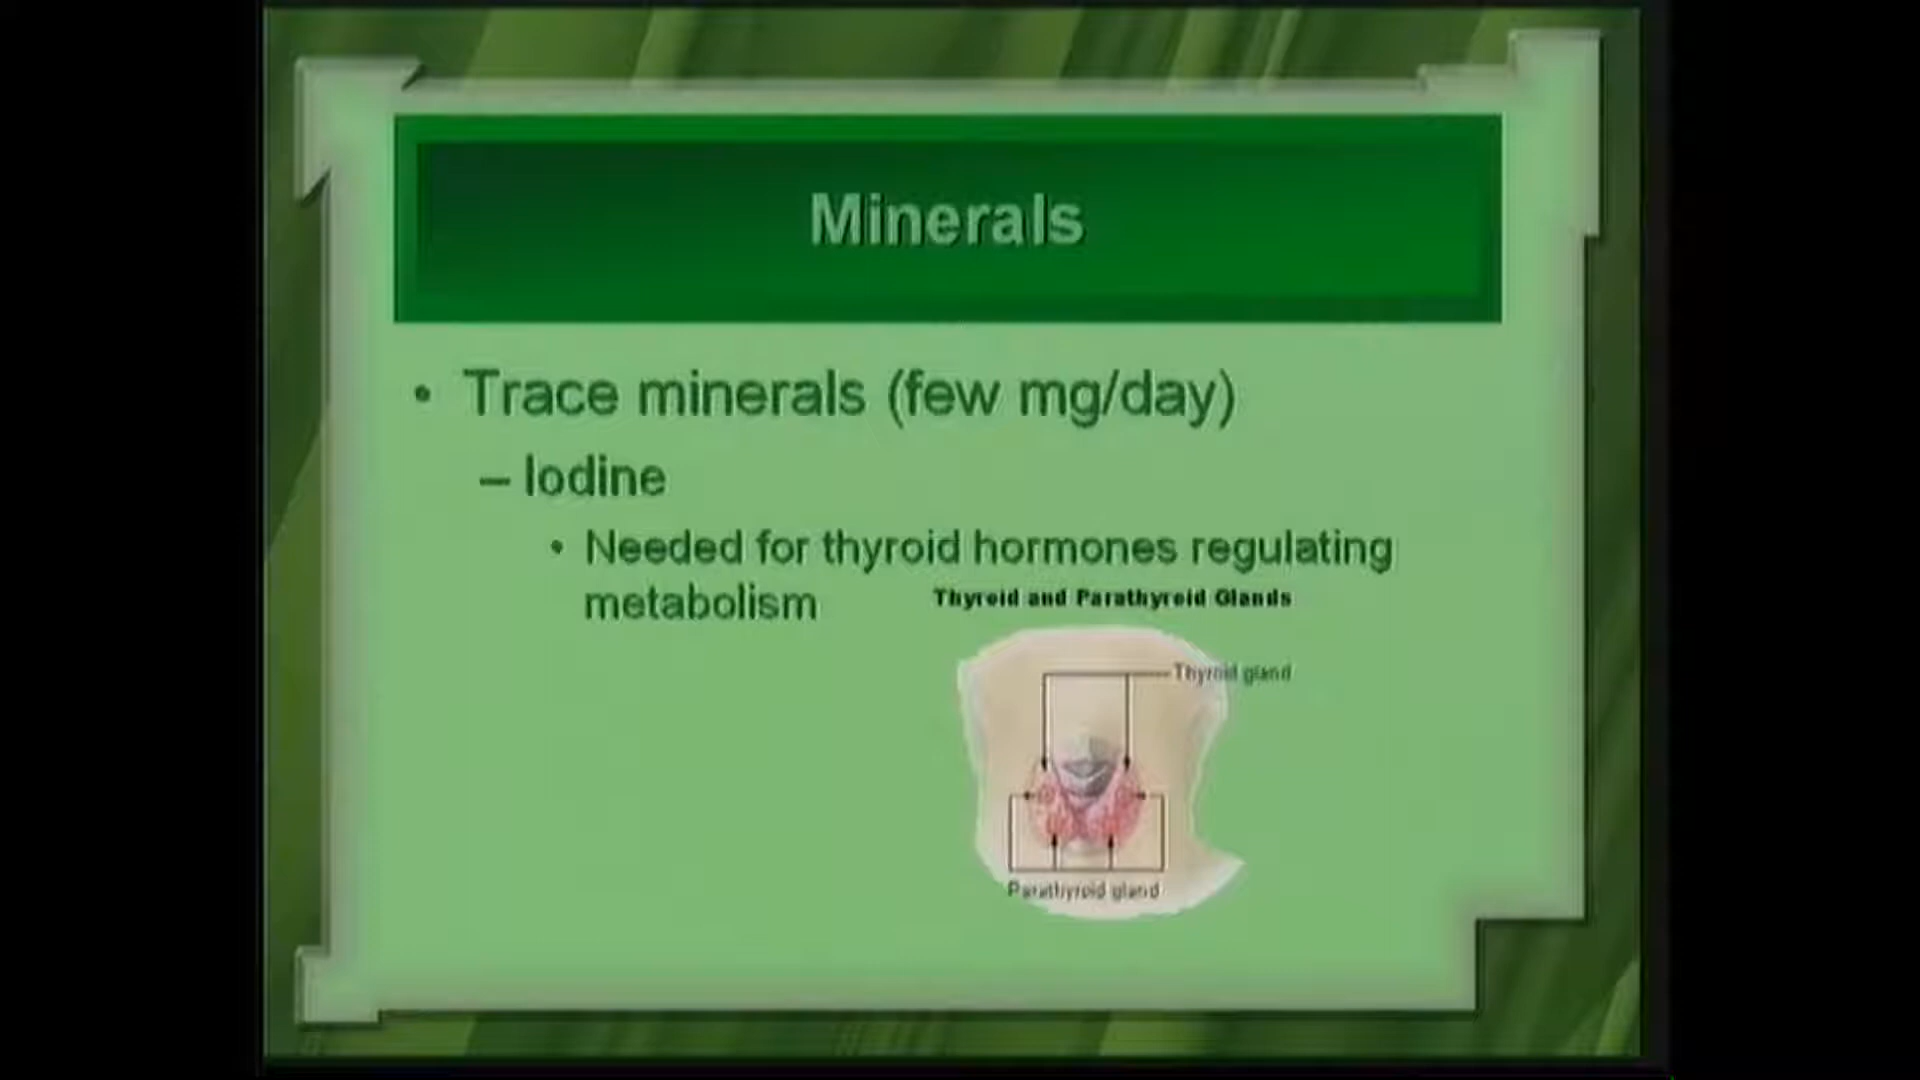 Minerals
• Trace minerals (few mg/day)
– Iodine
• Needed for thyroid hormones regulating
metabolism
Thyroid and Parathyroid Glands
Thyroid gland
Parathyroid gland